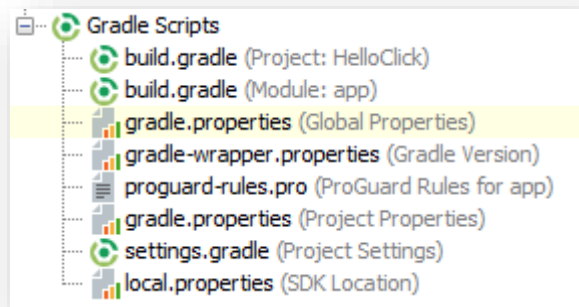 Gradle Scripts
build.gradle (Project: HelloClick)
build.gradle (Module: app)
gradle.properties (Global Properties)
gradle-wrapper.properties (Gradle Version)
proguard-rules.pro (ProGuard Rules for app)
gradle.properties (Project Properties)
settings.gradle (Project Settings)
local.properties (SDK Location)